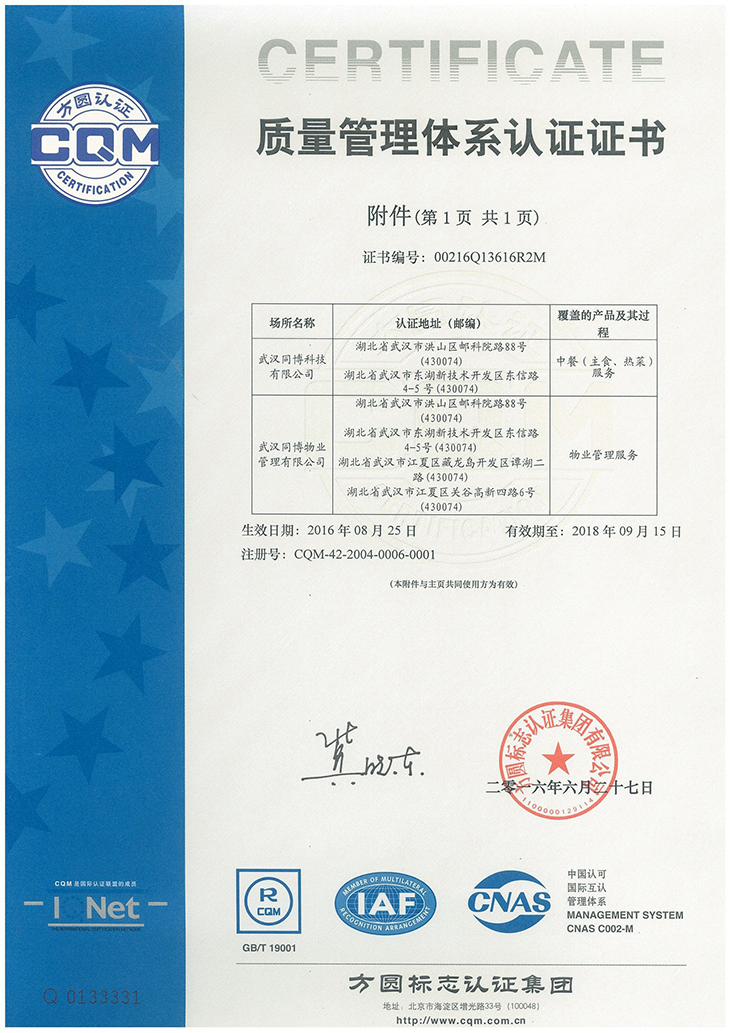 CERTIFICATE
方圆认证
CQM
CERTIFICATION
质量管理体系认证证书
附件(第1页 共1页)
证书编号：00216Q13616R2M
场所名称
认证地址（邮编）
覆盖的产品及其过
程
武汉同博科技
有限公司
湖北省武汉市洪山区邮科院路88号
(430074)
湖北省武汉市东湖新技术开发区东信路
4-5号(430074)
中餐（主食、热菜）
服务
武汉同博物业
管理有限公司
湖北省武汉市洪山区邮科院路88号
(430074)
湖北省武汉市东湖新技术开发区东信路
4-5号(430074)
湖北省武汉市江夏区藏龙岛开发区谭湖二
路(430074)
湖北省武汉市江夏区关谷高新四路6号
(430074)
物业管理服务
生效日期：2016年08月25日
有效期至：2018年09月15日
注册号：CQM-42-2004-0006-0001
（本附件与主页共同使用方为有效）
方圆标志认证集团有限公司
二零一六年六月二十七日
CQM 是国际认证联盟的成员
IQNet
THE INTERNATIONAL CERTIFICATION NETWORK
Q 0133331
R
CQM
GB/T 19001
MEMBER OF MULTILATERAL
IAF
RECOGNITION ARRANGEMENT
CNAS
中国认可
国际互认
管理体系
MANAGEMENT SYSTEM
CNAS C002-M
方圆标志认证集团
地址：北京市海淀区增光路33号（100048）
http://www.cqm.com.cn